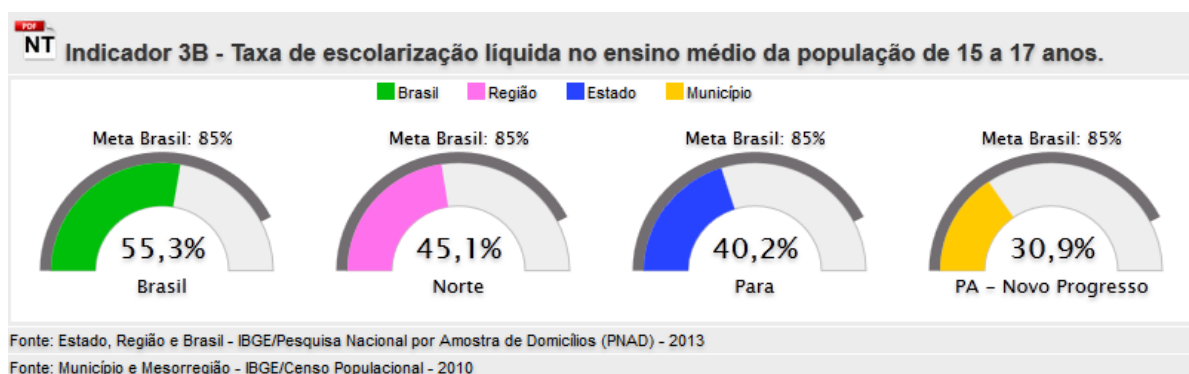 PDF
NT Indicador 3B - Taxa de escolarização líquida no ensino médio da população de 15 a 17 anos.
Brasil Região Estado Município
Meta Brasil: 85% Meta Brasil: 85% Meta Brasil: 85% Meta Brasil: 85%
55,3% 45,1% 40,2% 30,9%
Brasil Norte Para PA - Novo Progresso
Fonte: Estado, Região e Brasil - IBGE/Pesquisa Nacional por Amostra de Domicílios (PNAD) - 2013
Fonte: Município e Mesorregião - IBGE/Censo Populacional - 2010